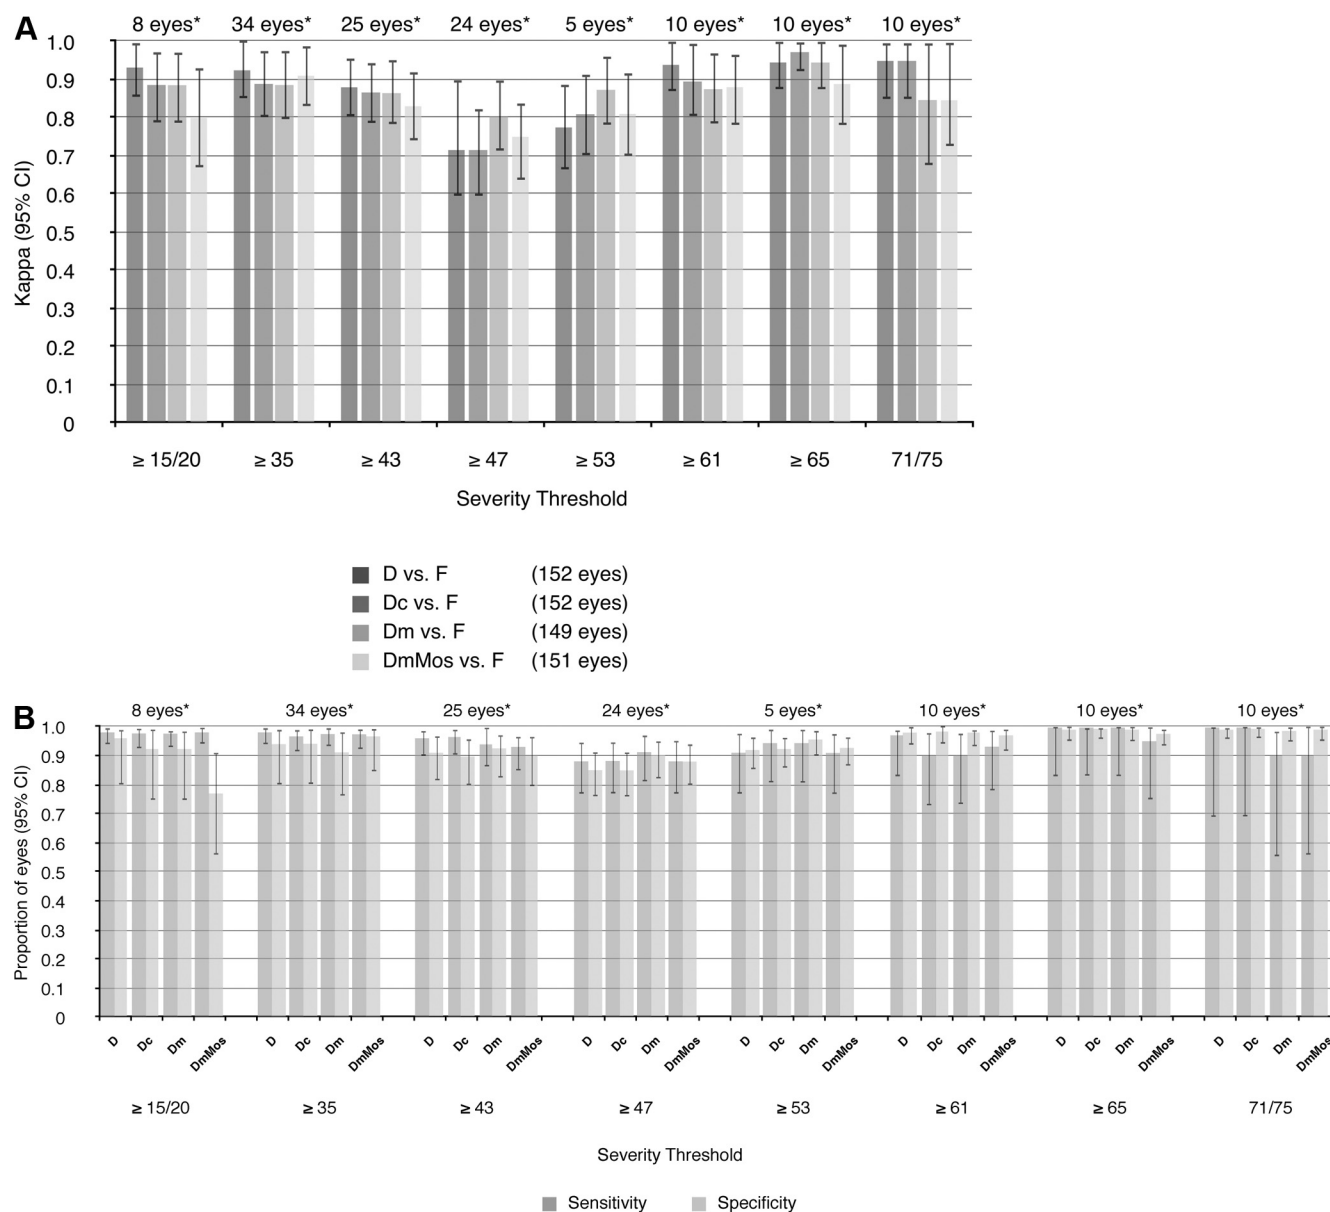 A
8 eyes* 34 eyes* 25 eyes* 24 eyes* 5 eyes* 10 eyes* 10 eyes* 10 eyes*
1.0
0.9
0.8
0.7
0.6
0.5
0.4
0.3
0.2
0.1
0
Kappa (95% CI)
≥ 15/20 ≥ 35 ≥ 43 ≥ 47 ≥ 53 ≥ 61 ≥ 65 71/75
Severity Threshold
D vs. F (152 eyes)
Dc vs. F (152 eyes)
Dm vs. F (149 eyes)
DmMos vs. F (151 eyes)
B
8 eyes* 34 eyes* 25 eyes* 24 eyes* 5 eyes* 10 eyes* 10 eyes* 10 eyes*
1.0
0.9
0.8
0.7
0.6
0.5
0.4
0.3
0.2
0.1
0
Proportion of eyes (95% CI)
D Dc Dm DmMos D Dc Dm DmMos D Dc Dm DmMos D Dc Dm DmMos D Dc Dm DmMos D Dc Dm DmMos D Dc Dm DmMos D Dc Dm DmMos
≥ 15/20 ≥ 35 ≥ 43 ≥ 47 ≥ 53 ≥ 61 ≥ 65 71/75
Severity Threshold
Sensitivity Specificity